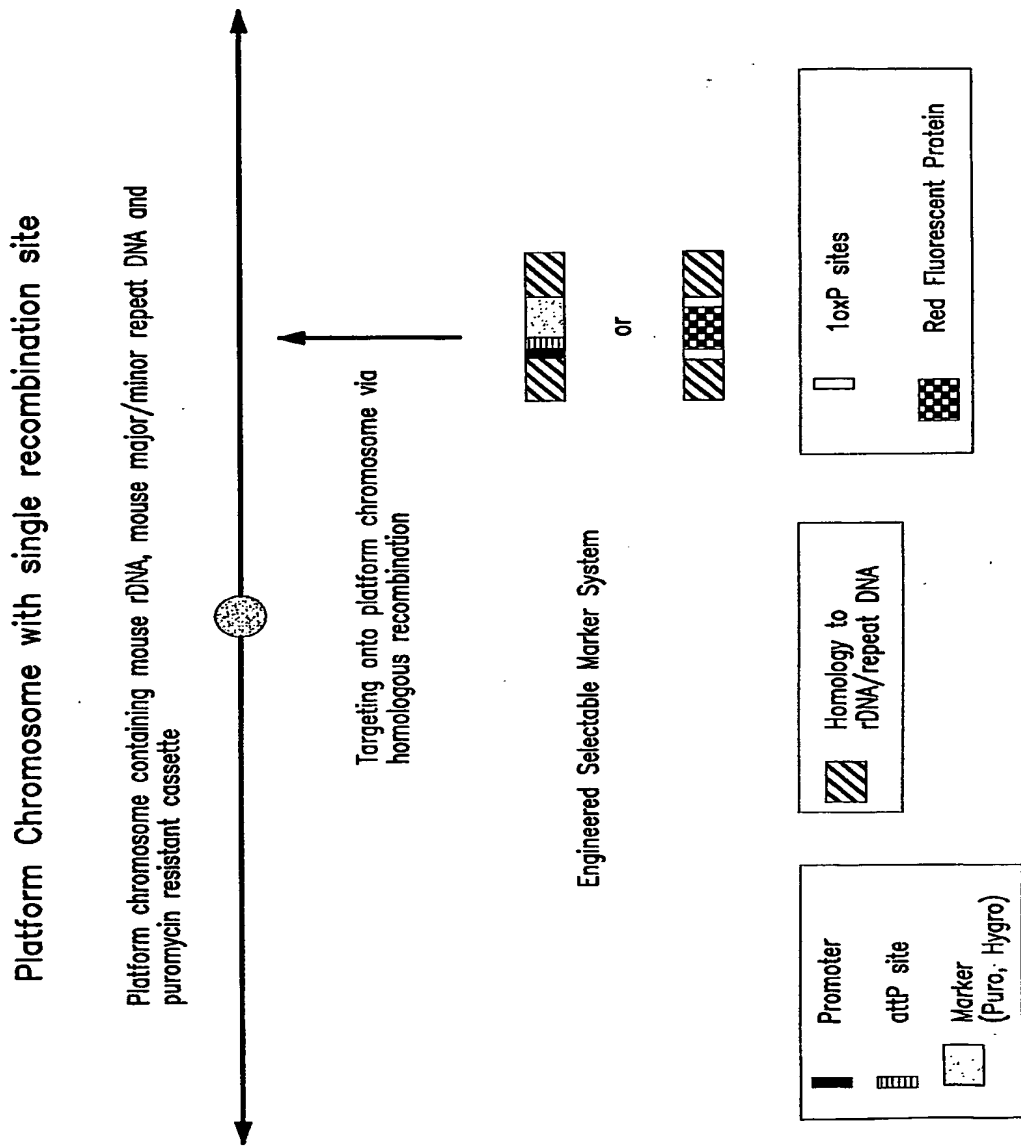 Platform Chromosome with single recombination site
Platform chromosome containing mouse rDNA, mouse major/minor repeat DNA and
puromycin resistant cassette
Targeting onto platform chromosome via
homologous recombination
Engineered Selectable Marker System
or
Promoter
attP site
Marker
(Puro, Hygro)
Homology to
rDNA/repeat DNA
1oxP sites
Red Fluorescent Protein